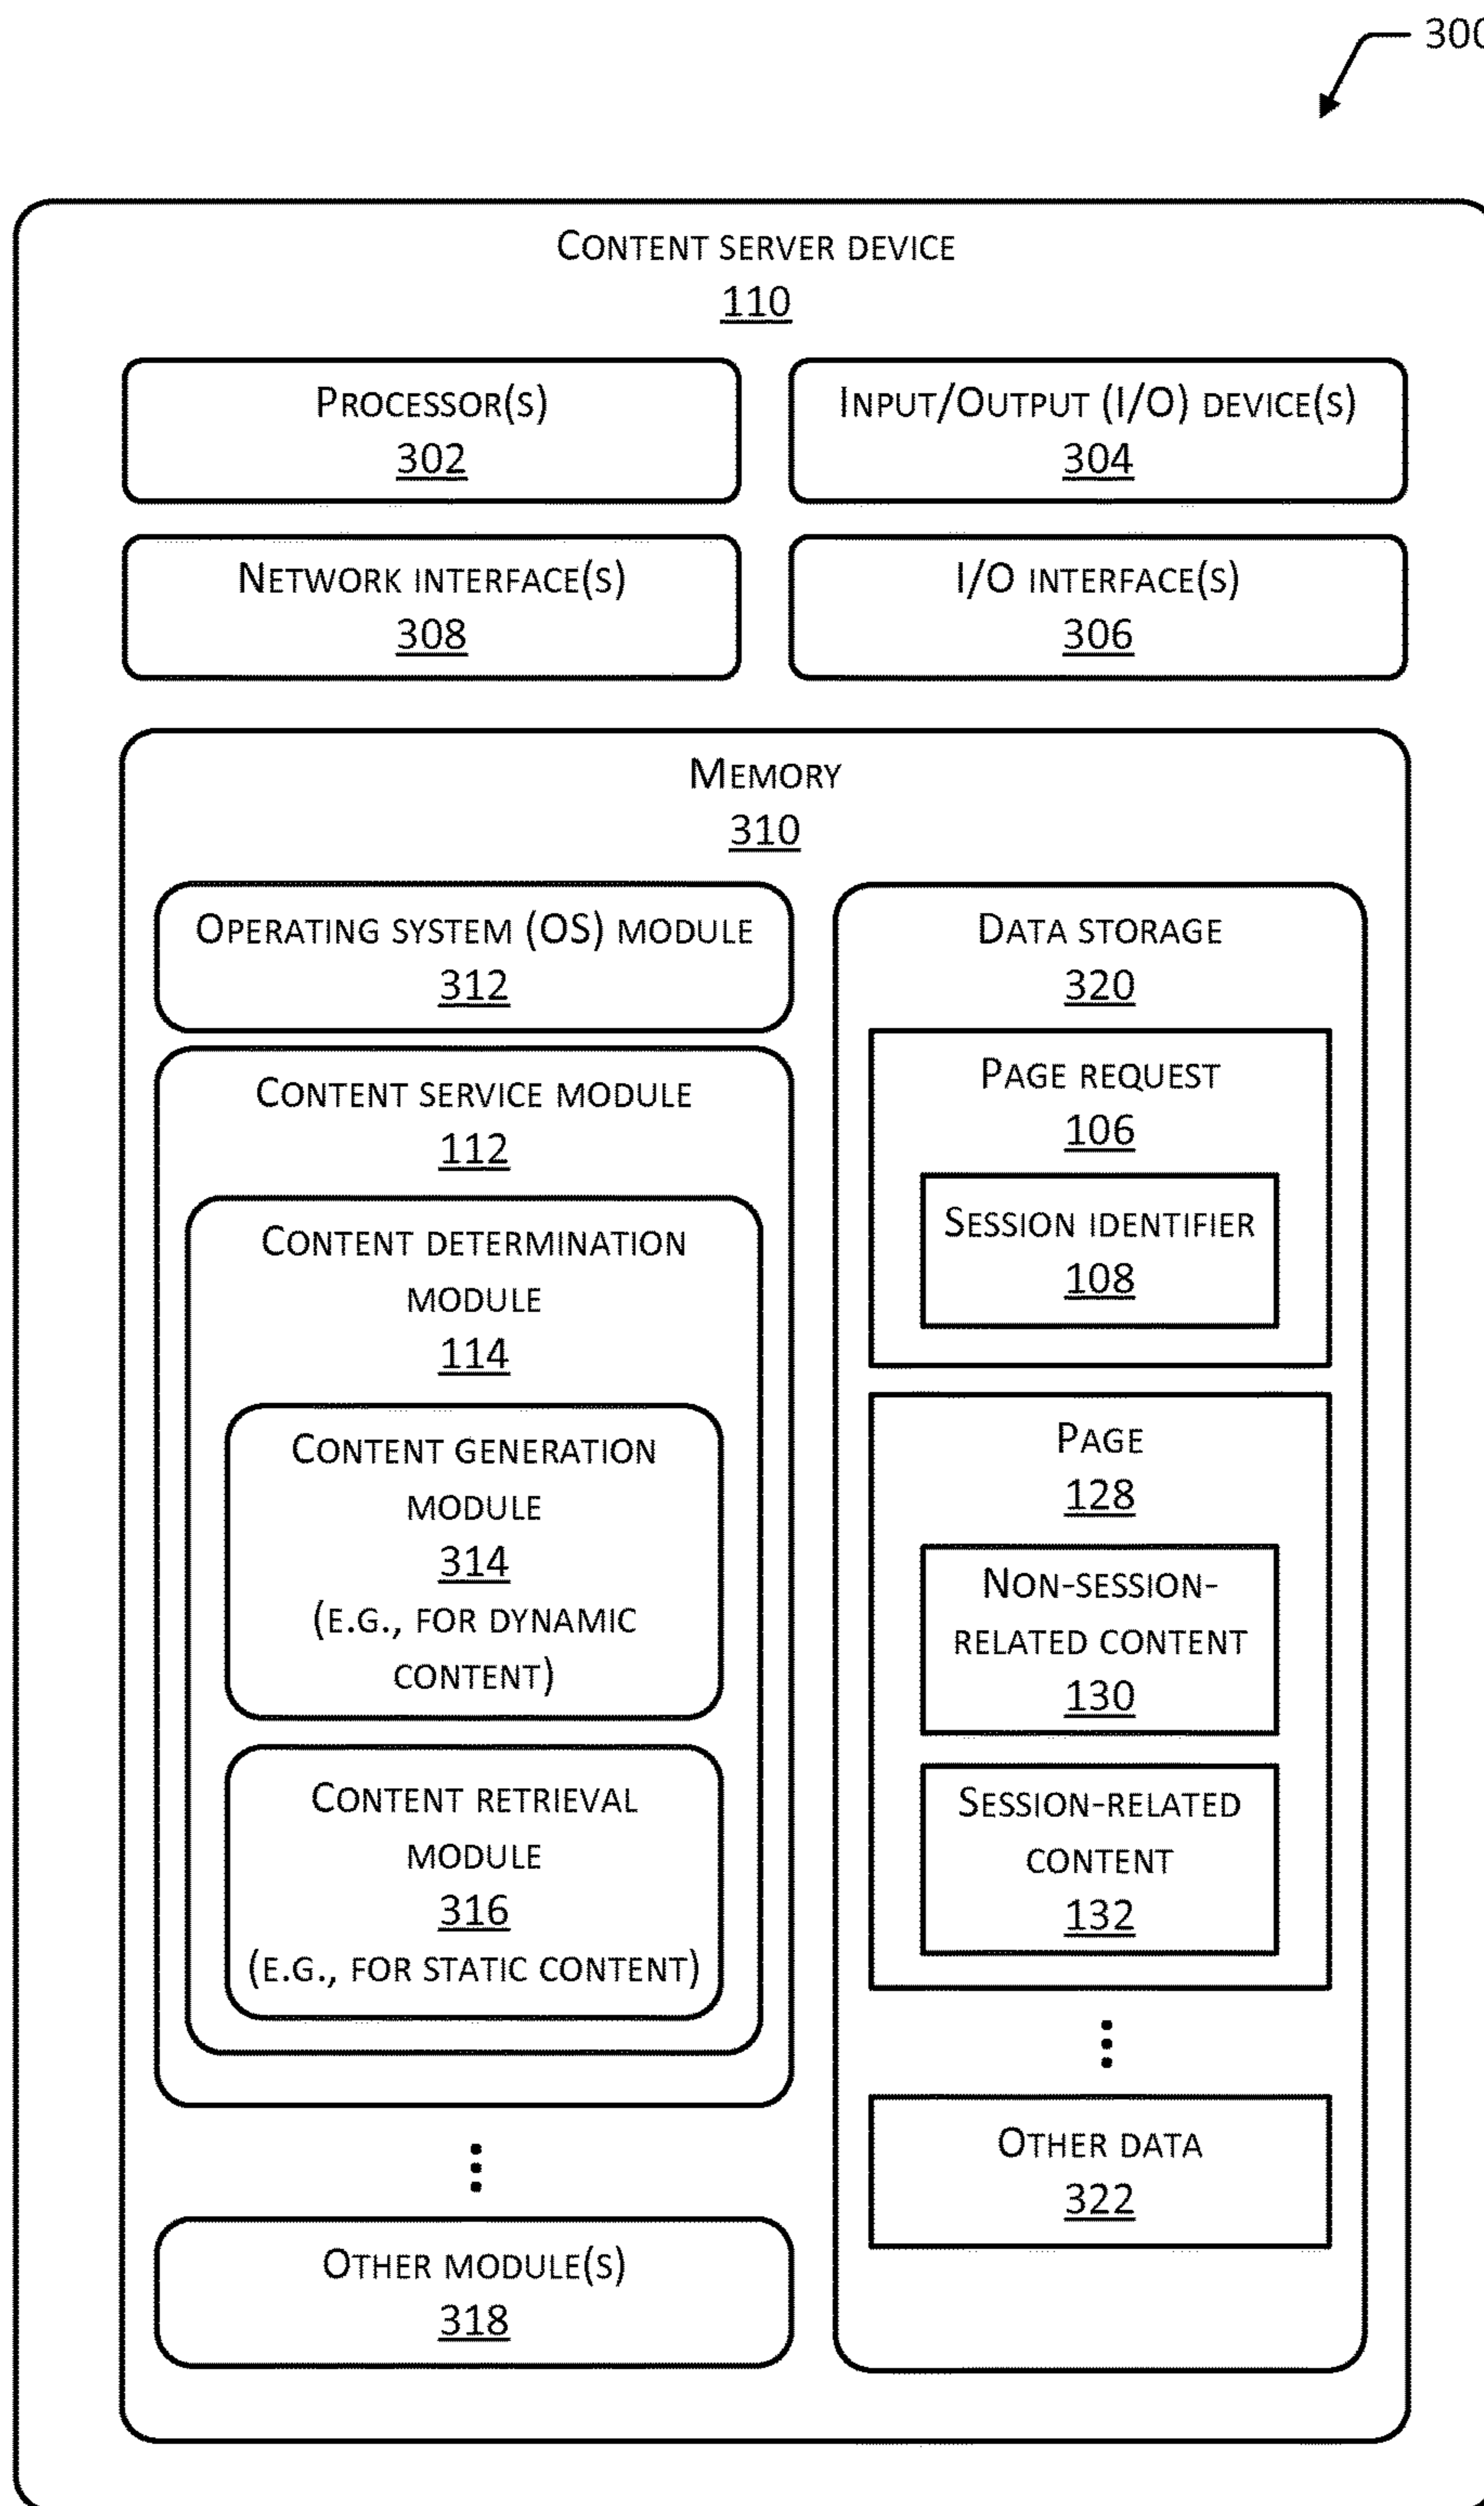 300
CONTENT SERVER DEVICE
110
PROCESSOR(S)
302
INPUT/OUTPUT (I/O) DEVICE(S)
304
NETWORK INTERFACE(S)
308
I/O INTERFACE(S)
306
MEMORY
310
OPERATING SYSTEM (OS) MODULE
312
CONTENT SERVICE MODULE
112
CONTENT DETERMINATION
MODULE
114
CONTENT GENERATION
MODULE
314
(E.G., FOR DYNAMIC
CONTENT)
CONTENT RETRIEVAL
MODULE
316
(E.G., FOR STATIC CONTENT)
OTHER MODULE(S)
318
DATA STORAGE
320
PAGE REQUEST
106
SESSION IDENTIFIER
108
PAGE
128
NON-SESSION-
RELATED CONTENT
130
SESSION-RELATED
CONTENT
132
OTHER DATA
322